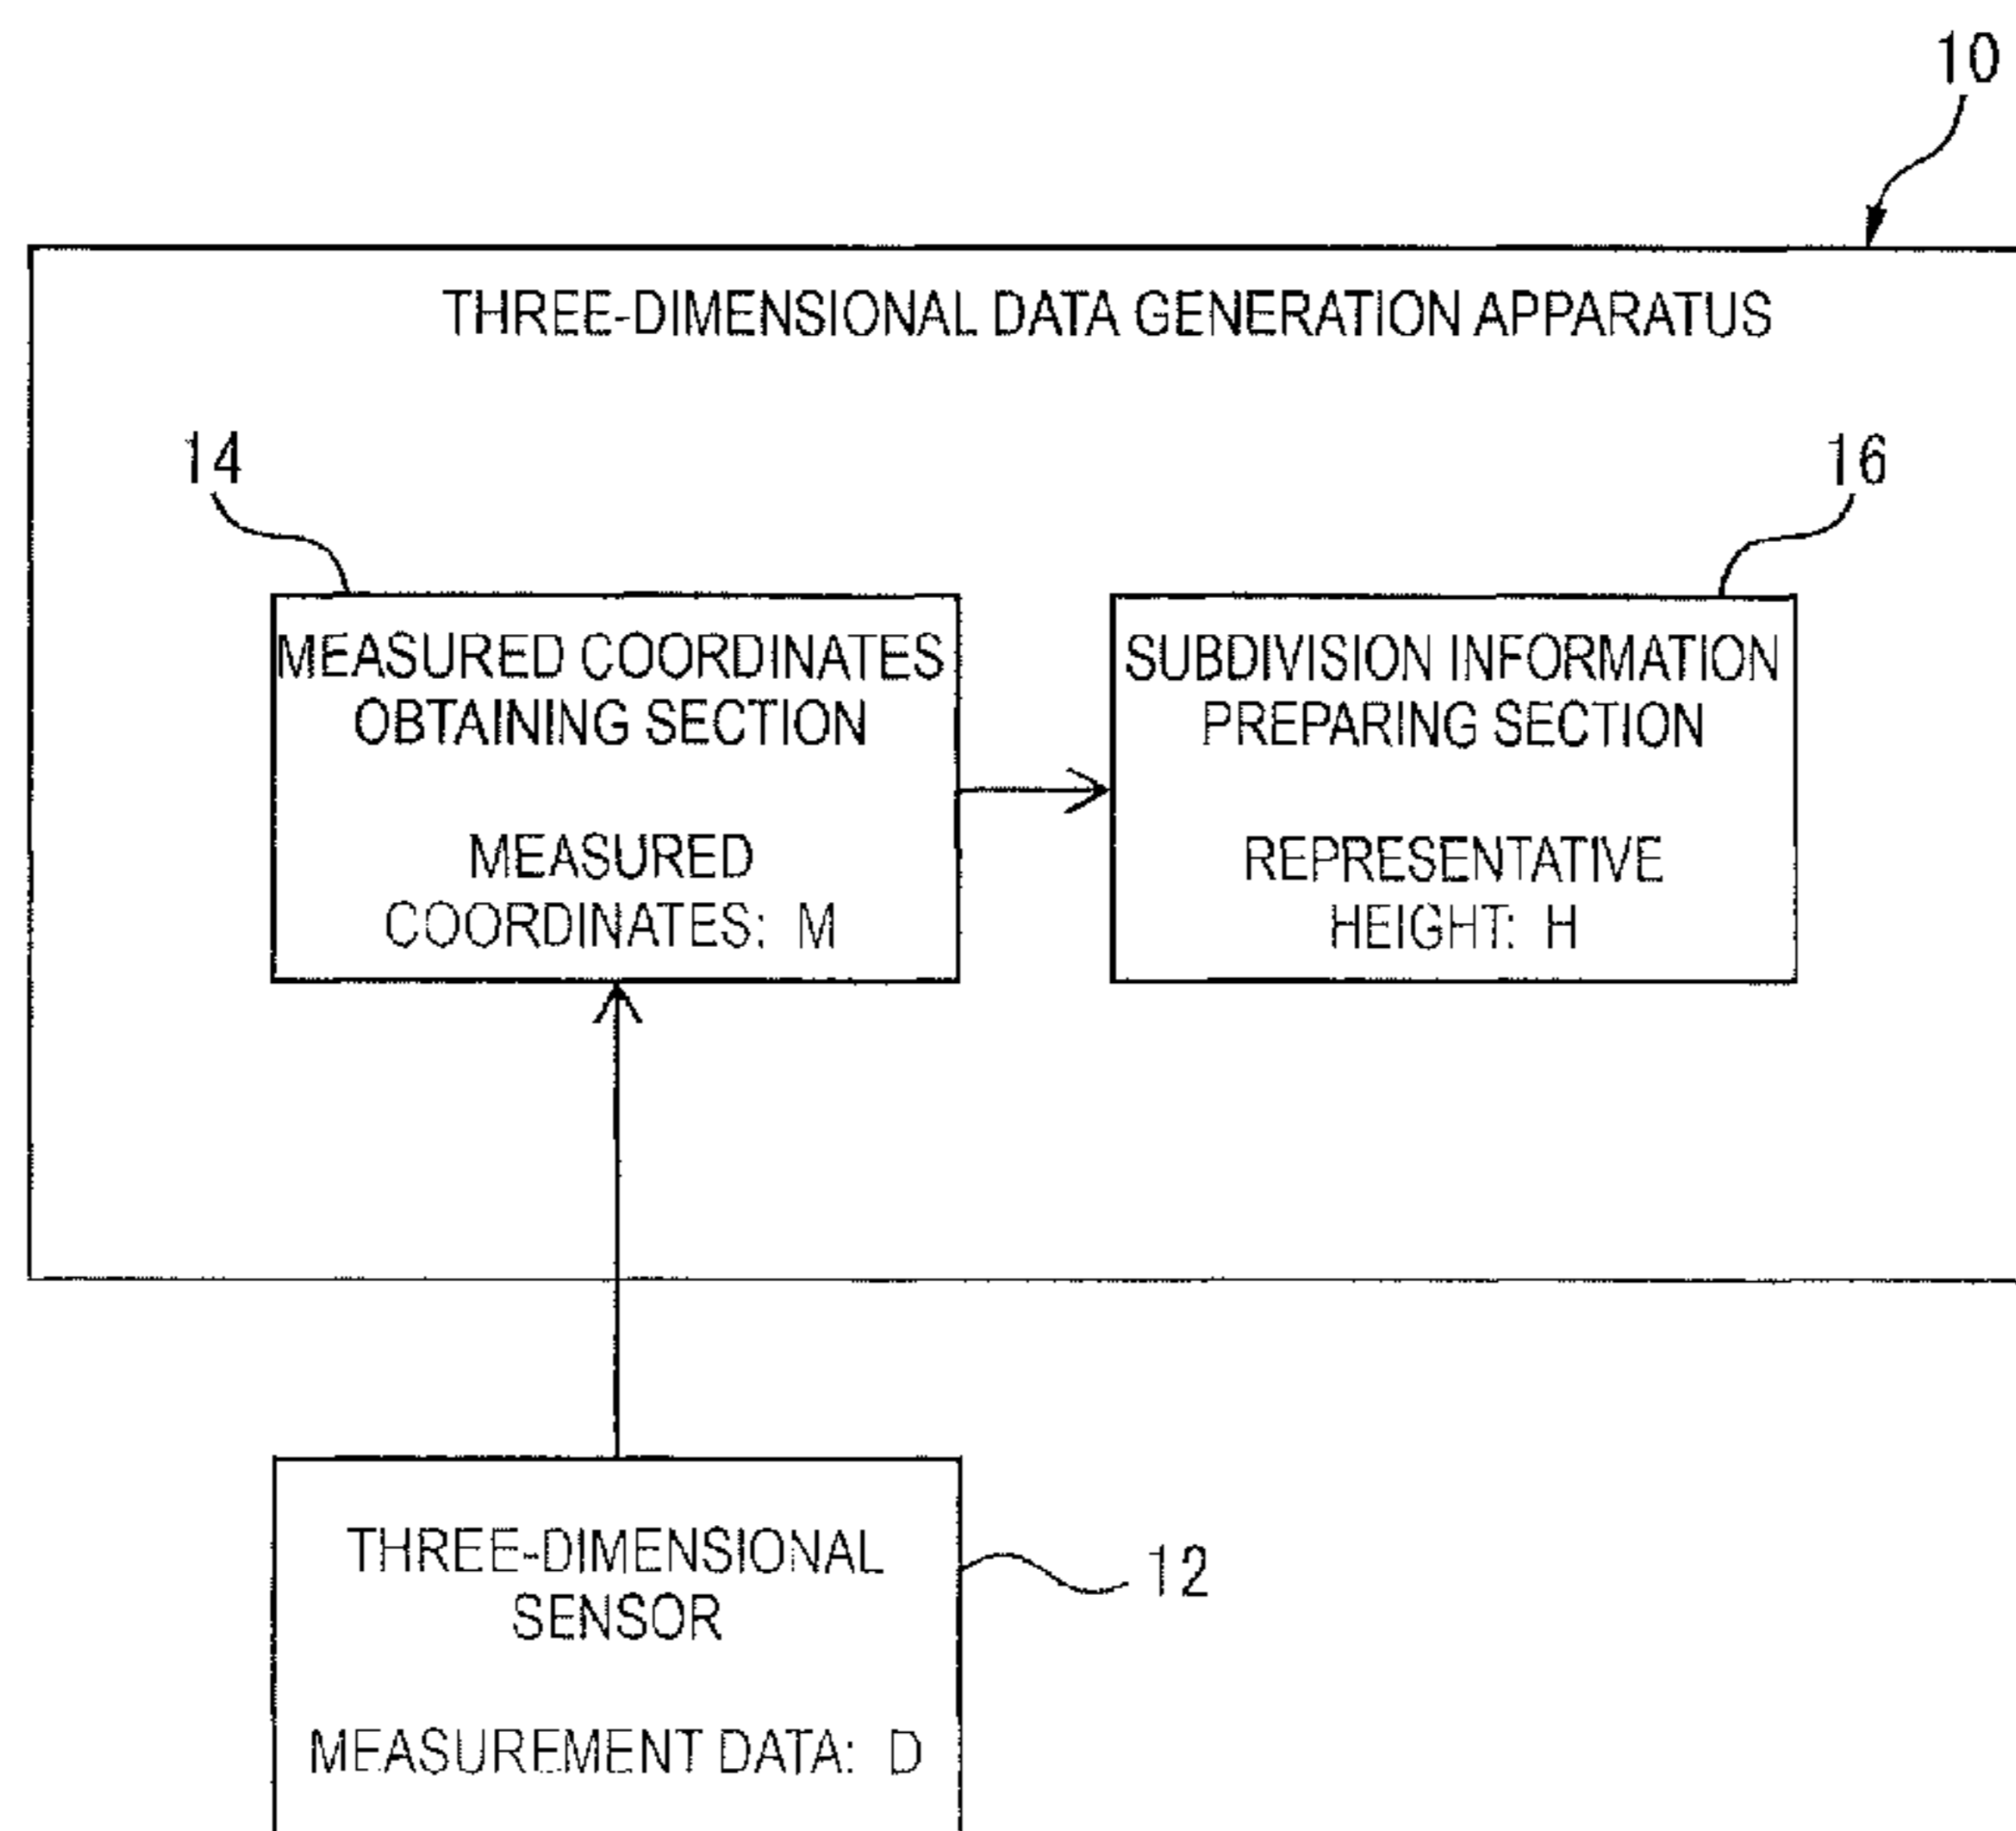 10
THREE-DIMENSIONAL DATA GENERATION APPARATUS
14
16
MEASURED COORDINATES
OBTAINING SECTION
MEASURED
COORDINATES: M
SUBDIVISION INFORMATION
PREPARING SECTION
REPRESENTATIVE
HEIGHT: H
THREE-DIMENSIONAL
SENSOR
MEASUREMENT DATA: D
12